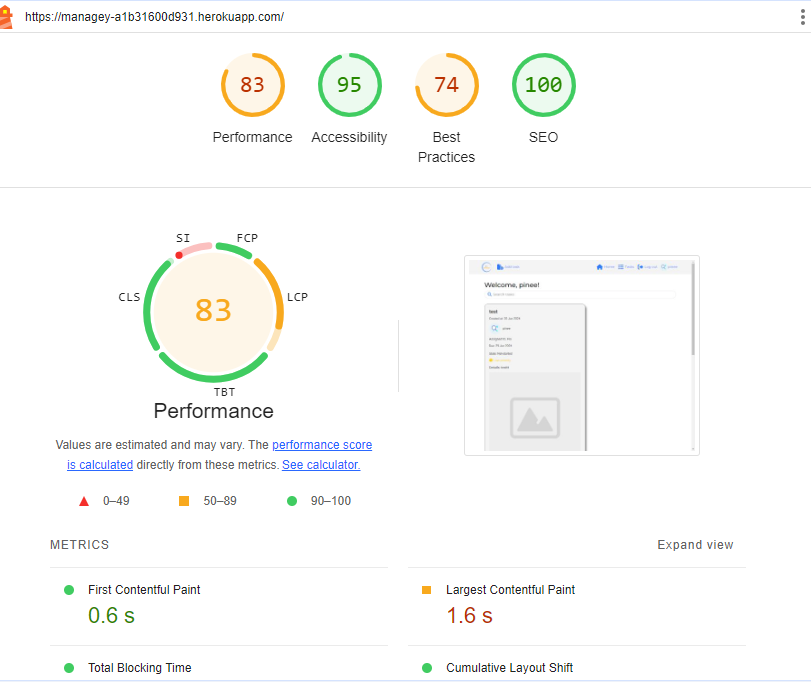 https://managey-a1b31600d931.herokuapp.com/
83
95
74
100
Performance
Accessibility
Best
Practices
SEO
SI
FCP
CLS
LCP
83
TBT
Performance
Values are estimated and may vary. The performance score
is calculated directly from these metrics. See calculator.
0–49
50–89
90–100
Welcome, pinee!
test
METRICS
Expand view
First Contentful Paint
0.6 s
Largest Contentful Paint
1.6 s
Total Blocking Time
Cumulative Layout Shift